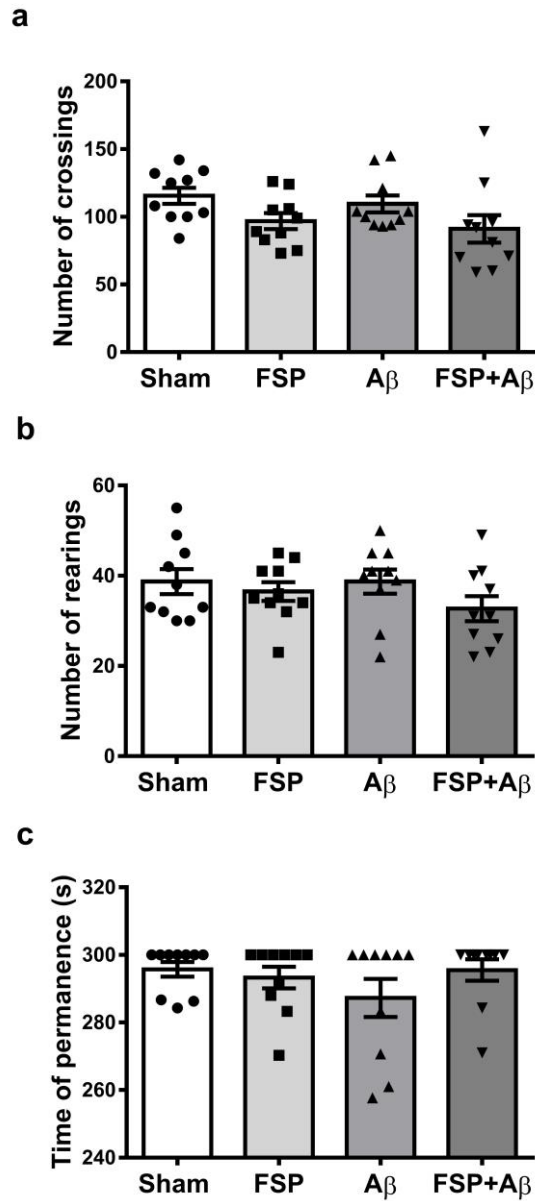 a
Number of crossings
200
150
100
50
0
Sham FSP Aβ FSP+Aβ
b
Number of rearings
60
40
20
0
Sham FSP Aβ FSP+Aβ
c
Time of permanence (s)
320
300
280
260
240
Sham FSP Aβ FSP+Aβ